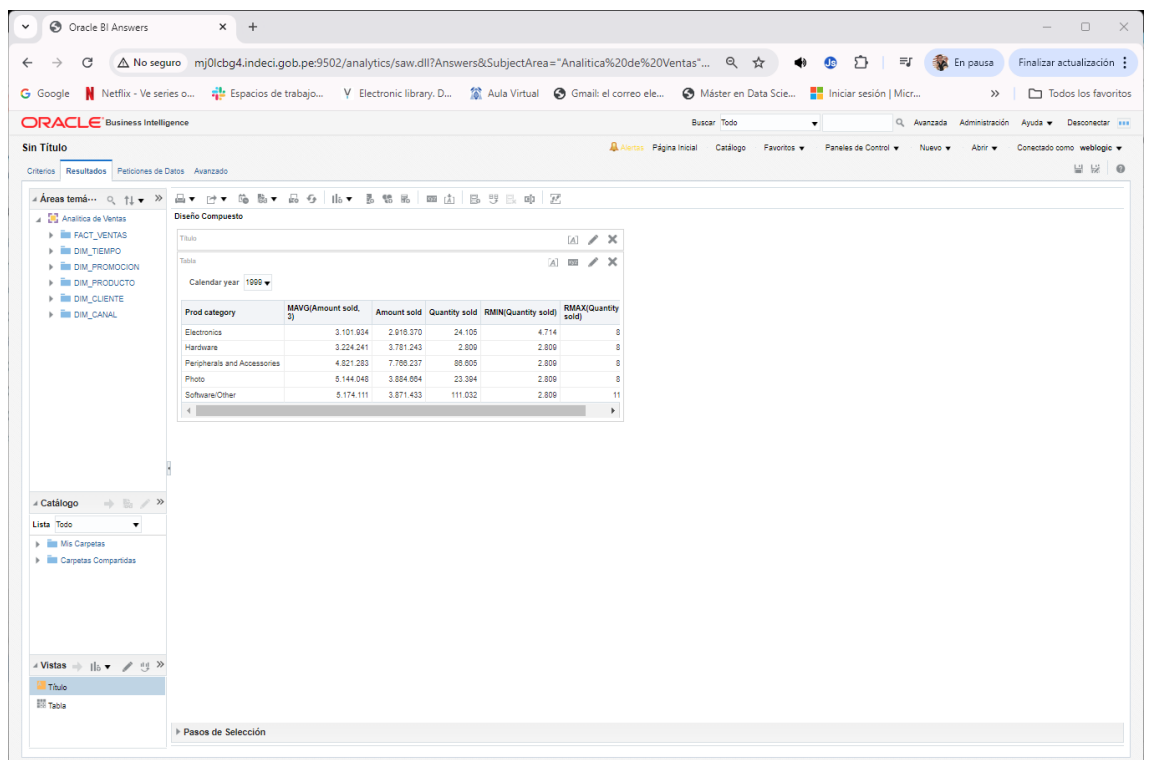 Oracle BI Answers
No seguro mj0lcbg4.indeci.gob.pe:9502/analytics/saw.dll?Answers&SubjectArea="Analitica%20de%20Ventas"... En pausa Finalizar actualización
Google Netflix - Ve series o... Espacios de trabajo... Electronic library. D... Aula Virtual Gmail: el correo ele... Máster en Data Scie... Iniciar sesión | Micr... » Todos los favoritos
ORACLE Business Intelligence Buscar Todo Avanzada Administración Ayuda Desconectar
Sin Título Alertas Página Inicial Catálogo Favoritos Paneles de Control Nuevo Abrir Conectado como weblogic
Criterios Resultados Peticiones de Datos Avanzado
Áreas temá...
Analitica de Ventas
FACT_VENTAS
DIM_TIEMPO
DIM_PROMOCION
DIM_PRODUCTO
DIM_CLIENTE
DIM_CANAL
Diseño Compuesto
Título
Tabla
Calendar year 1999
Prod category MAVG(Amount sold, 3) Amount sold Quantity sold RMIN(Quantity sold) RMAX(Quantity sold)
Electronics 3.101.934 2.916.370 24.105 4.714 8
Hardware 3.224.241 3.781.243 2.809 2.809 8
Peripherals and Accessories 4.821.283 7.766.237 86.605 2.809 8
Photo 5.144.048 3.884.664 23.394 2.809 8
Software/Other 5.174.111 3.871.433 111.032 2.809 11
Catálogo
Lista Todo
Mis Carpetas
Carpetas Compartidas
Vistas
Título
Tabla
Pasos de Selección